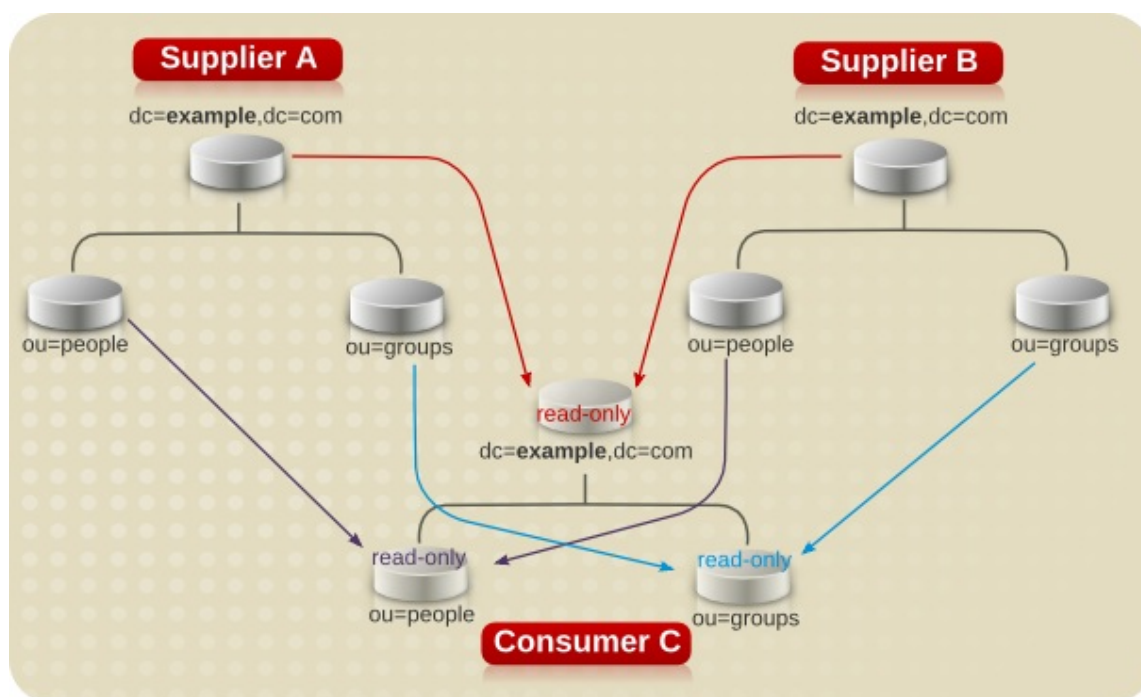 Supplier A
Supplier B
dc=example,dc=com
dc=example,dc=com
ou=people
ou=groups
ou=people
ou=groups
read-only
dc=example,dc=com
read-only
read-only
ou=people
ou=groups
Consumer C